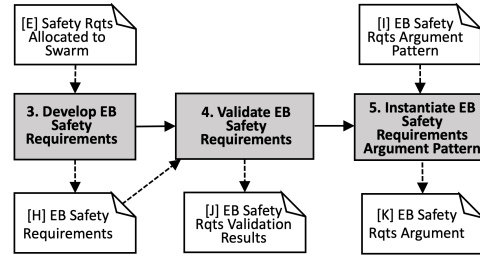 [E] Safety Rqts
Allocated to
Swarm
[I] EB Safety
Rqts Argument
Pattern
3. Develop EB
Safety
Requirements
4. Validate EB
Safety
Requirements
5. Instantiate EB
Safety
Requirements
Argument Pattern
[H] EB Safety
Requirements
[J] EB Safety
Rqts Validation
Results
[K] EB Safety
Rqts Argument